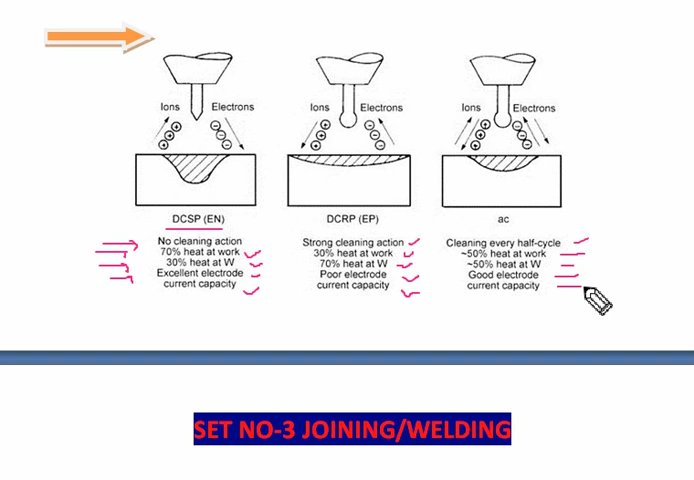 Ions Electrons
Ions Electrons
Ions Electrons
DCSP (EN)
No cleaning action
70% heat at work
30% heat at W
Excellent electrode
current capacity
DCRP (EP)
Strong cleaning action
30% heat at work
70% heat at W
Poor electrode
current capacity
ac
Cleaning every half-cycle
~50% heat at work
~50% heat at W
Good electrode
current capacity
SET NO-3 JOINING/WELDING